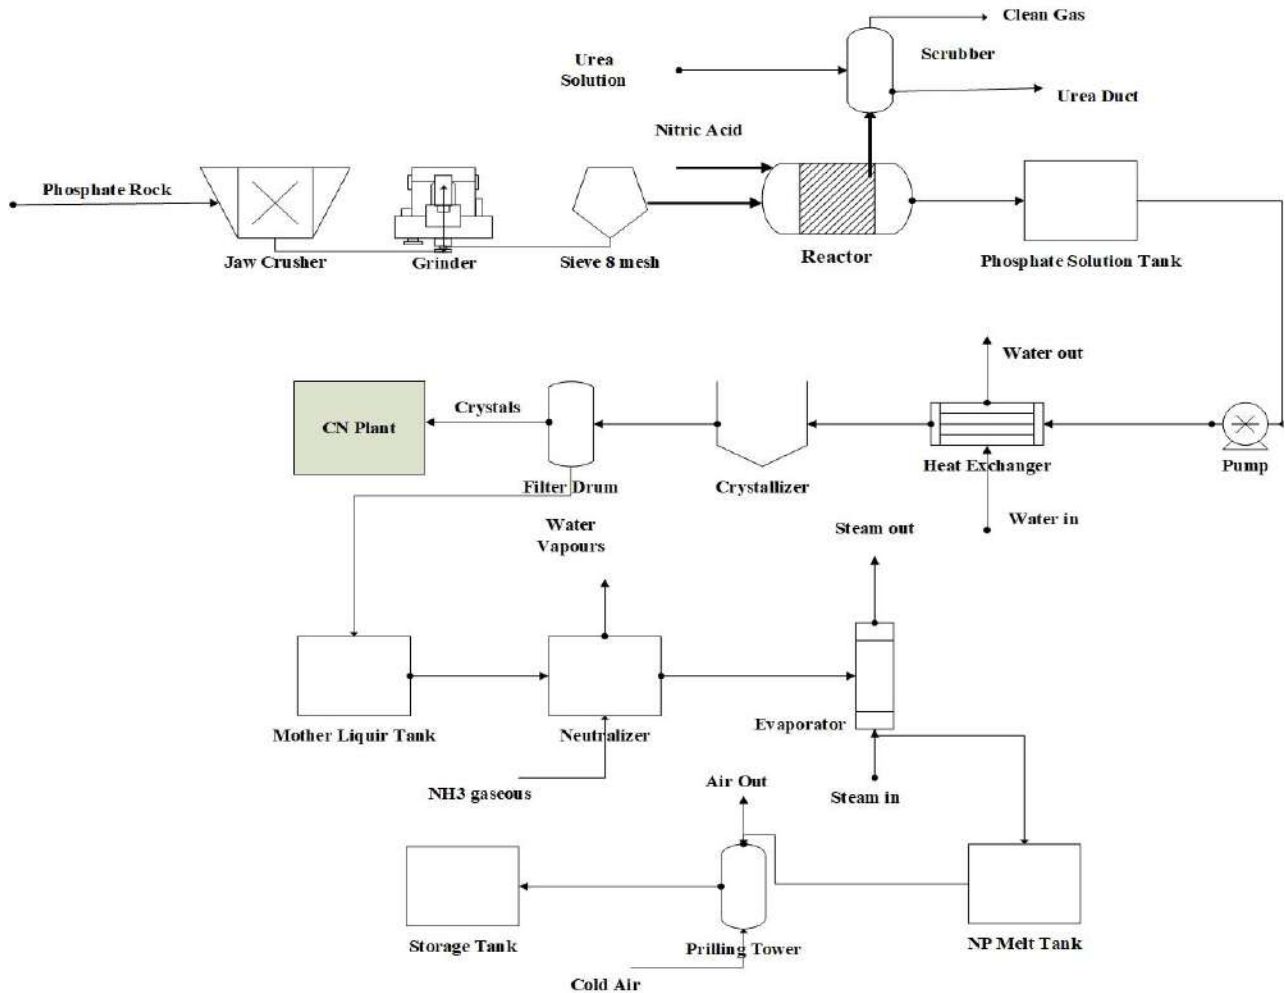 Clean Gas
Scrubber
Urea
Solution
Urea Duct
Nitric Acid
Phosphate Rock
Jaw Crusher
Grinder
Sieve 8 mesh
Reactor
Phosphate Solution Tank
Water out
CN Plant
Crystals
Filter Drum
Crystallizer
Heat Exchanger
Pump
Water
Vapours
Steam out
Water in
Mother Liquir Tank
Neutralizer
Evaporator
NH3 gaseous
Air Out
Steam in
Storage Tank
Prilling Tower
NP Melt Tank
Cold Air